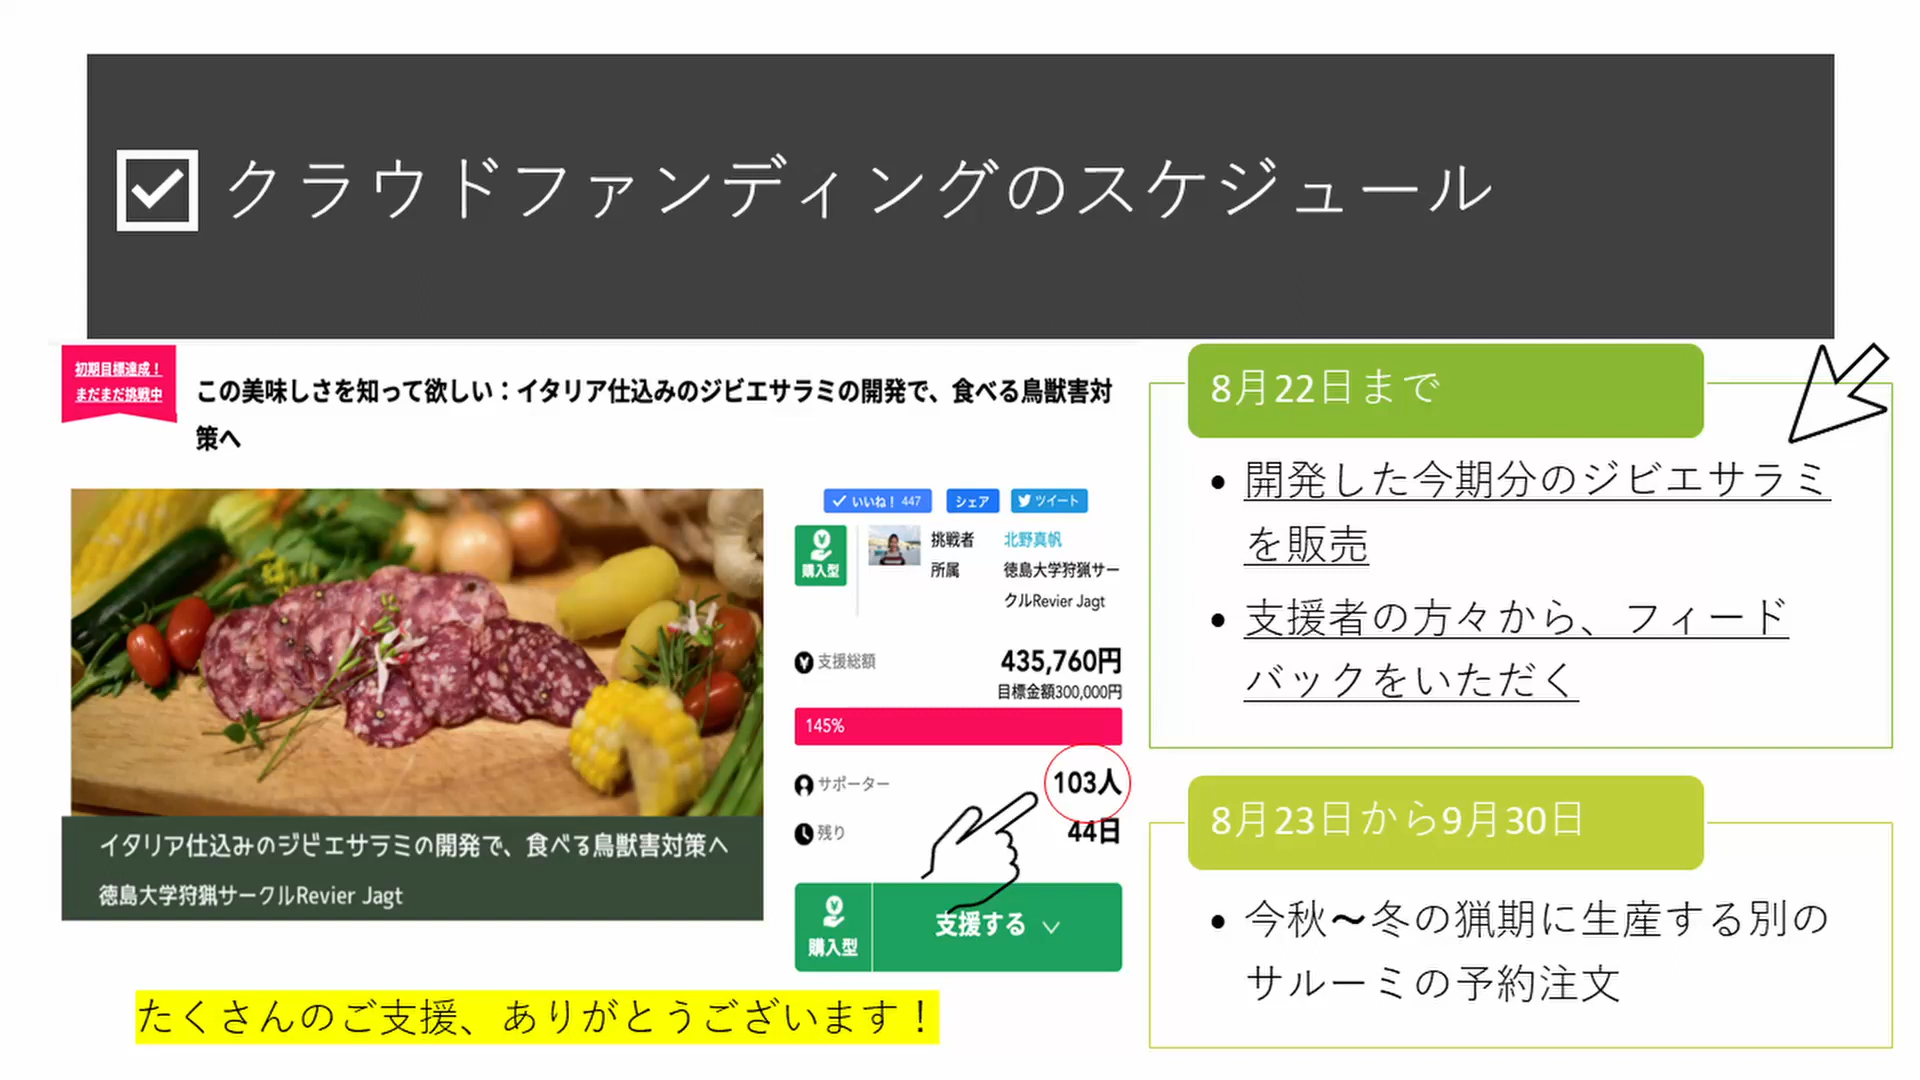 クラウドファンディングのスケジュール
初期目標達成！
まだまだ挑戦中
この美味しさを知って欲しい：イタリア仕込みのジビエサラミの開発で、食べる鳥獣害対
策へ
いいね！ 447
シェア
ツイート
購入型
挑戦者 北野真帆
所属 徳島大学狩猟サー
クルRevier Jagt
支援総額 435,760円
目標金額300,000円
145%
サポーター 103人
残り 44日
購入型
支援する
イタリア仕込みのジビエサラミの開発で、食べる鳥獣害対策へ
徳島大学狩猟サークルRevier Jagt
たくさんのご支援、ありがとうございます！
8月22日まで
• 開発した今期分のジビエサラミ
を販売
• 支援者の方々から、フィード
バックをいただく
8月23日から9月30日
• 今秋～冬の猟期に生産する別の
サルーミの予約注文